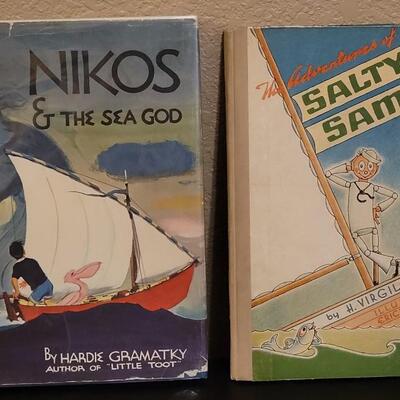 NIKOS
& THE SEA GOD
BY HARDIE GRAMATKY
AUTHOR OF "LITTLE TOOT"
The Adventures of
SALTY
SAM
by H. VIRGIL